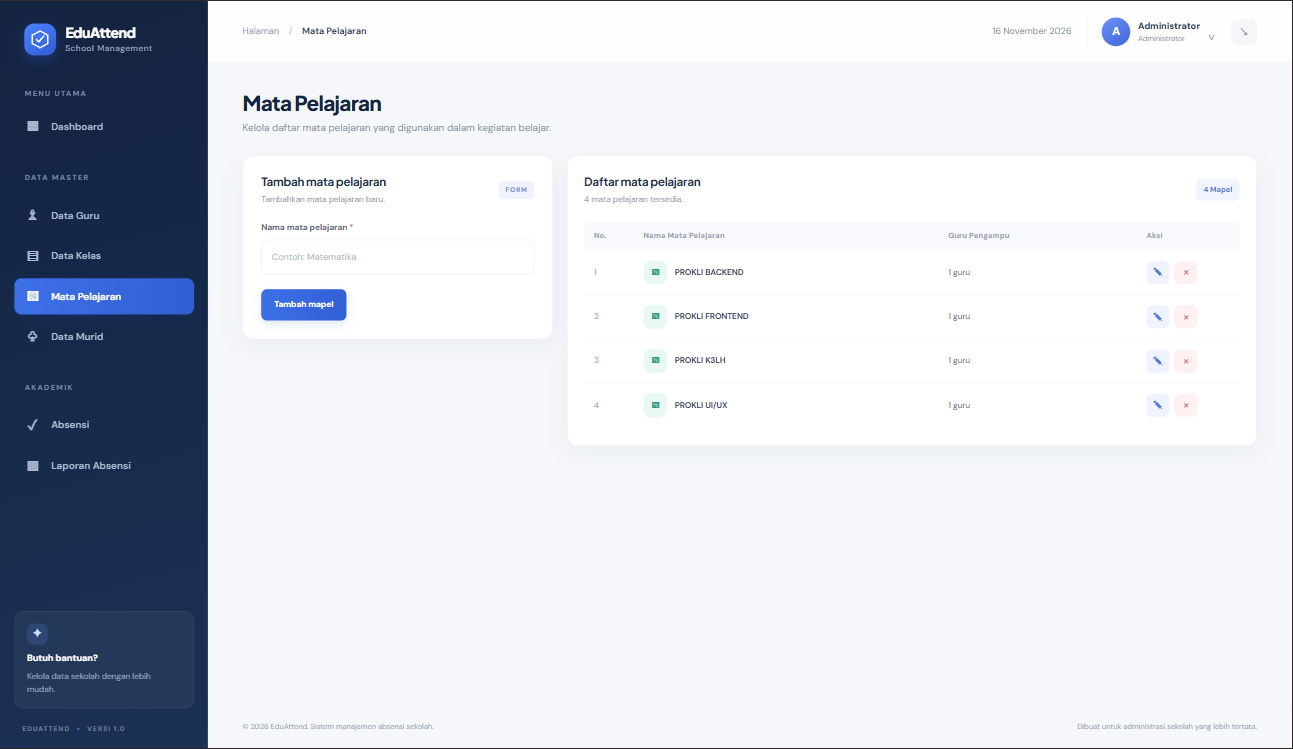 EduAttend
School Management
MENU UTAMA
Dashboard
DATA MASTER
Data Guru
Data Kelas
Mata Pelajaran
Data Murid
AKADEMIK
Absensi
Laporan Absensi
Butuh bantuan?
Kelola data sekolah dengan lebih
mudah.
EDUATTEND • VERSI 1.0
Halaman / Mata Pelajaran
16 November 2026
A
Administrator
Administrator
Mata Pelajaran
Kelola daftar mata pelajaran yang digunakan dalam kegiatan belajar.
Tambah mata pelajaran
Tambahkan mata pelajaran baru.
FORM
Nama mata pelajaran *
Contoh: Matematika
Tambah mapel
Daftar mata pelajaran
4 mata pelajaran tersedia.
4 Mapel
No. Nama Mata Pelajaran Guru Pengampu Aksi
1 PROKLI BACKEND 1 guru
2 PROKLI FRONTEND 1 guru
3 PROKLI K3LH 1 guru
4 PROKLI UI/UX 1 guru
© 2026 EduAttend. Sistem manajemen absensi sekolah.
Dibuat untuk administrasi sekolah yang lebih tertata.